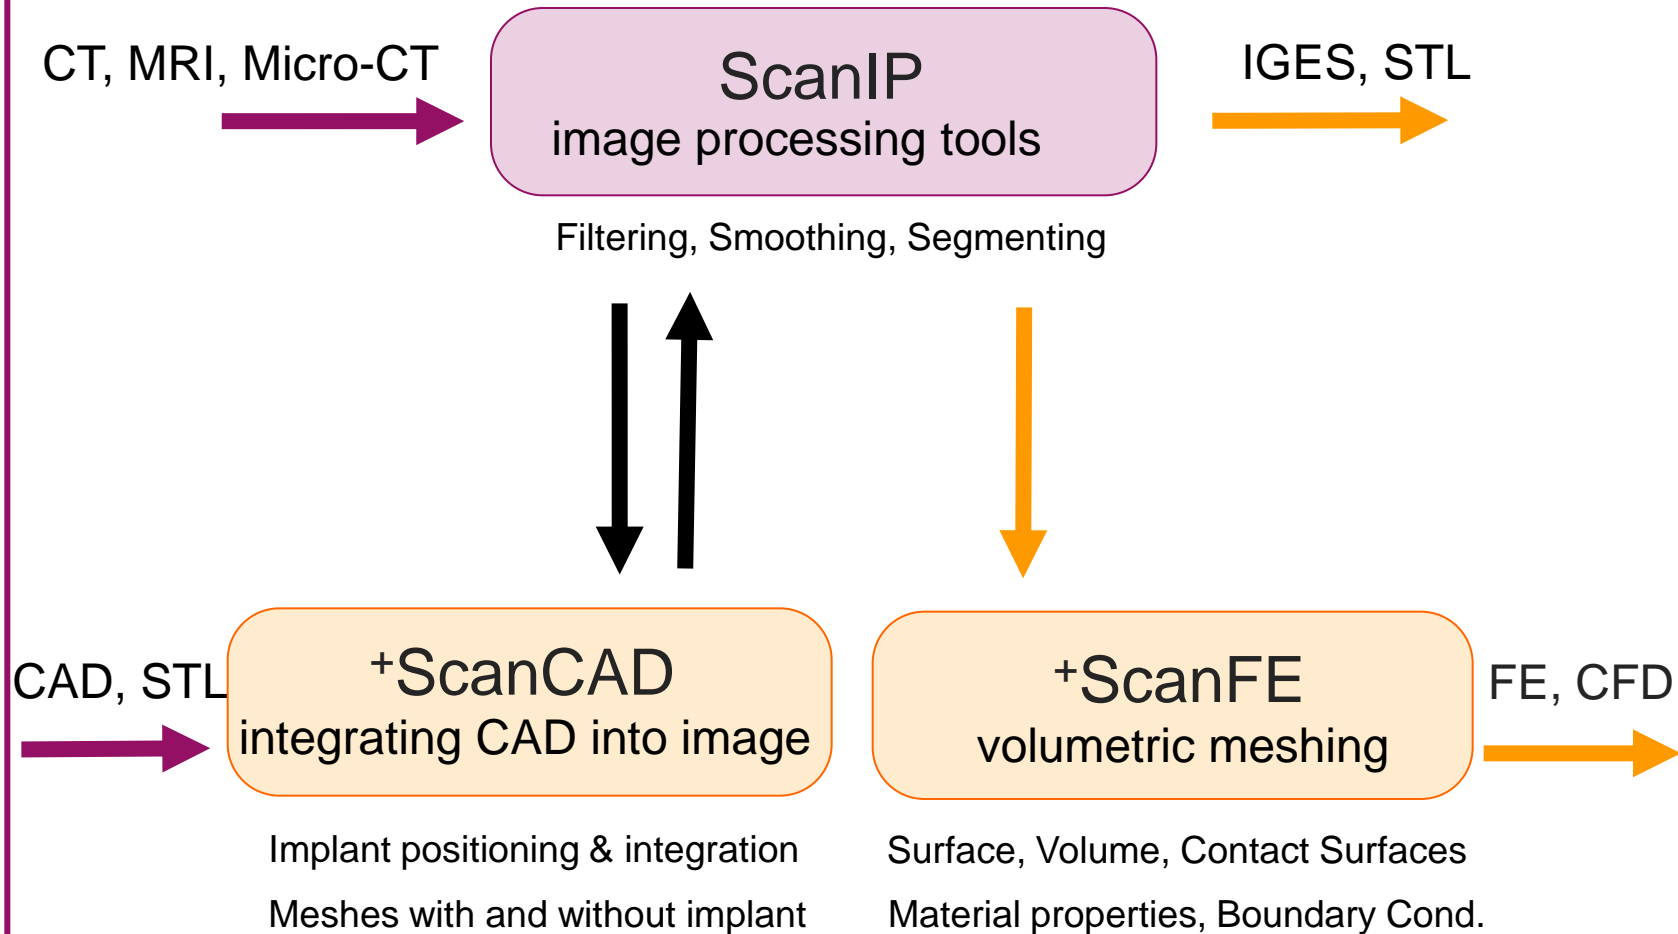 CT, MRI, Micro-CT
ScanIP
image processing tools
IGES, STL
Filtering, Smoothing, Segmenting
CAD, STL
+ScanCAD
integrating CAD into image
+ScanFE
volumetric meshing
FE, CFD
Implant positioning & integration
Meshes with and without implant
Surface, Volume, Contact Surfaces
Material properties, Boundary Cond.